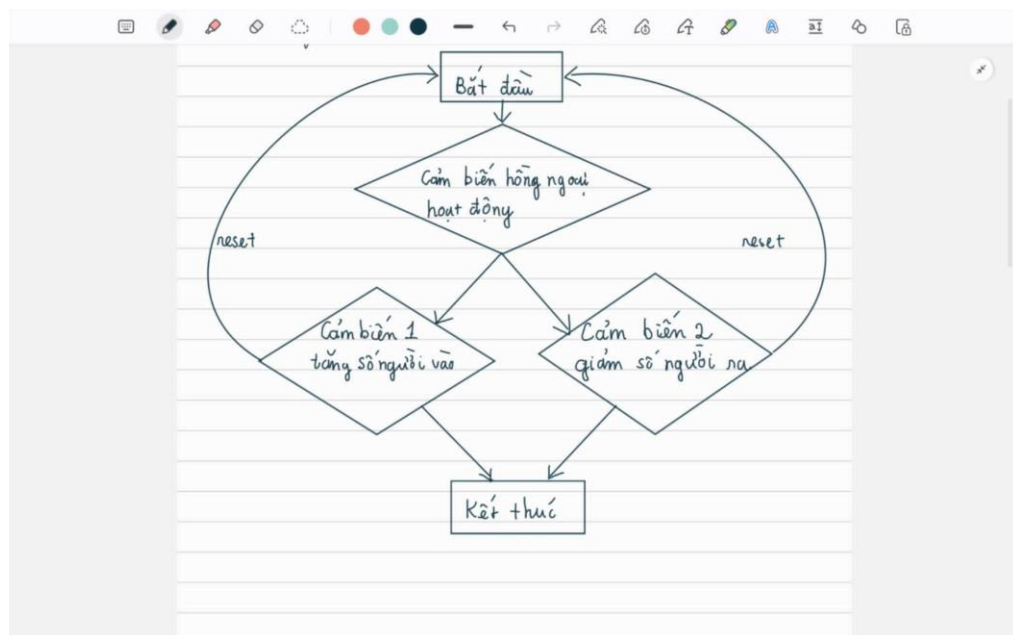 Bắt đầu
Cảm biến hồng ngoại
hoạt động
reset
reset
Cảm biến 1
tăng số người vào
Cảm biến 2
giảm số người ra
Kết thúc